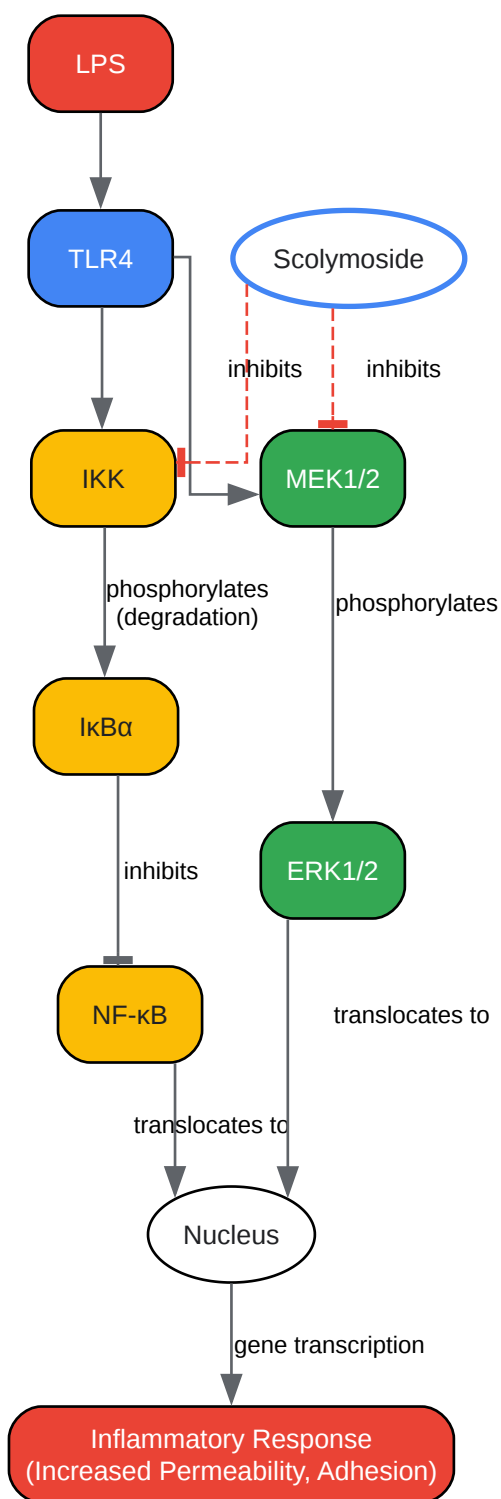 LPS
TLR4
Scolymoside
inhibits
inhibits
IKK
MEK1/2
phosphorylates
(degradation)
phosphorylates
IκBα
inhibits
ERK1/2
NF-κB
translocates to
translocates to
Nucleus
gene transcription
Inflammatory Response
(Increased Permeability, Adhesion)